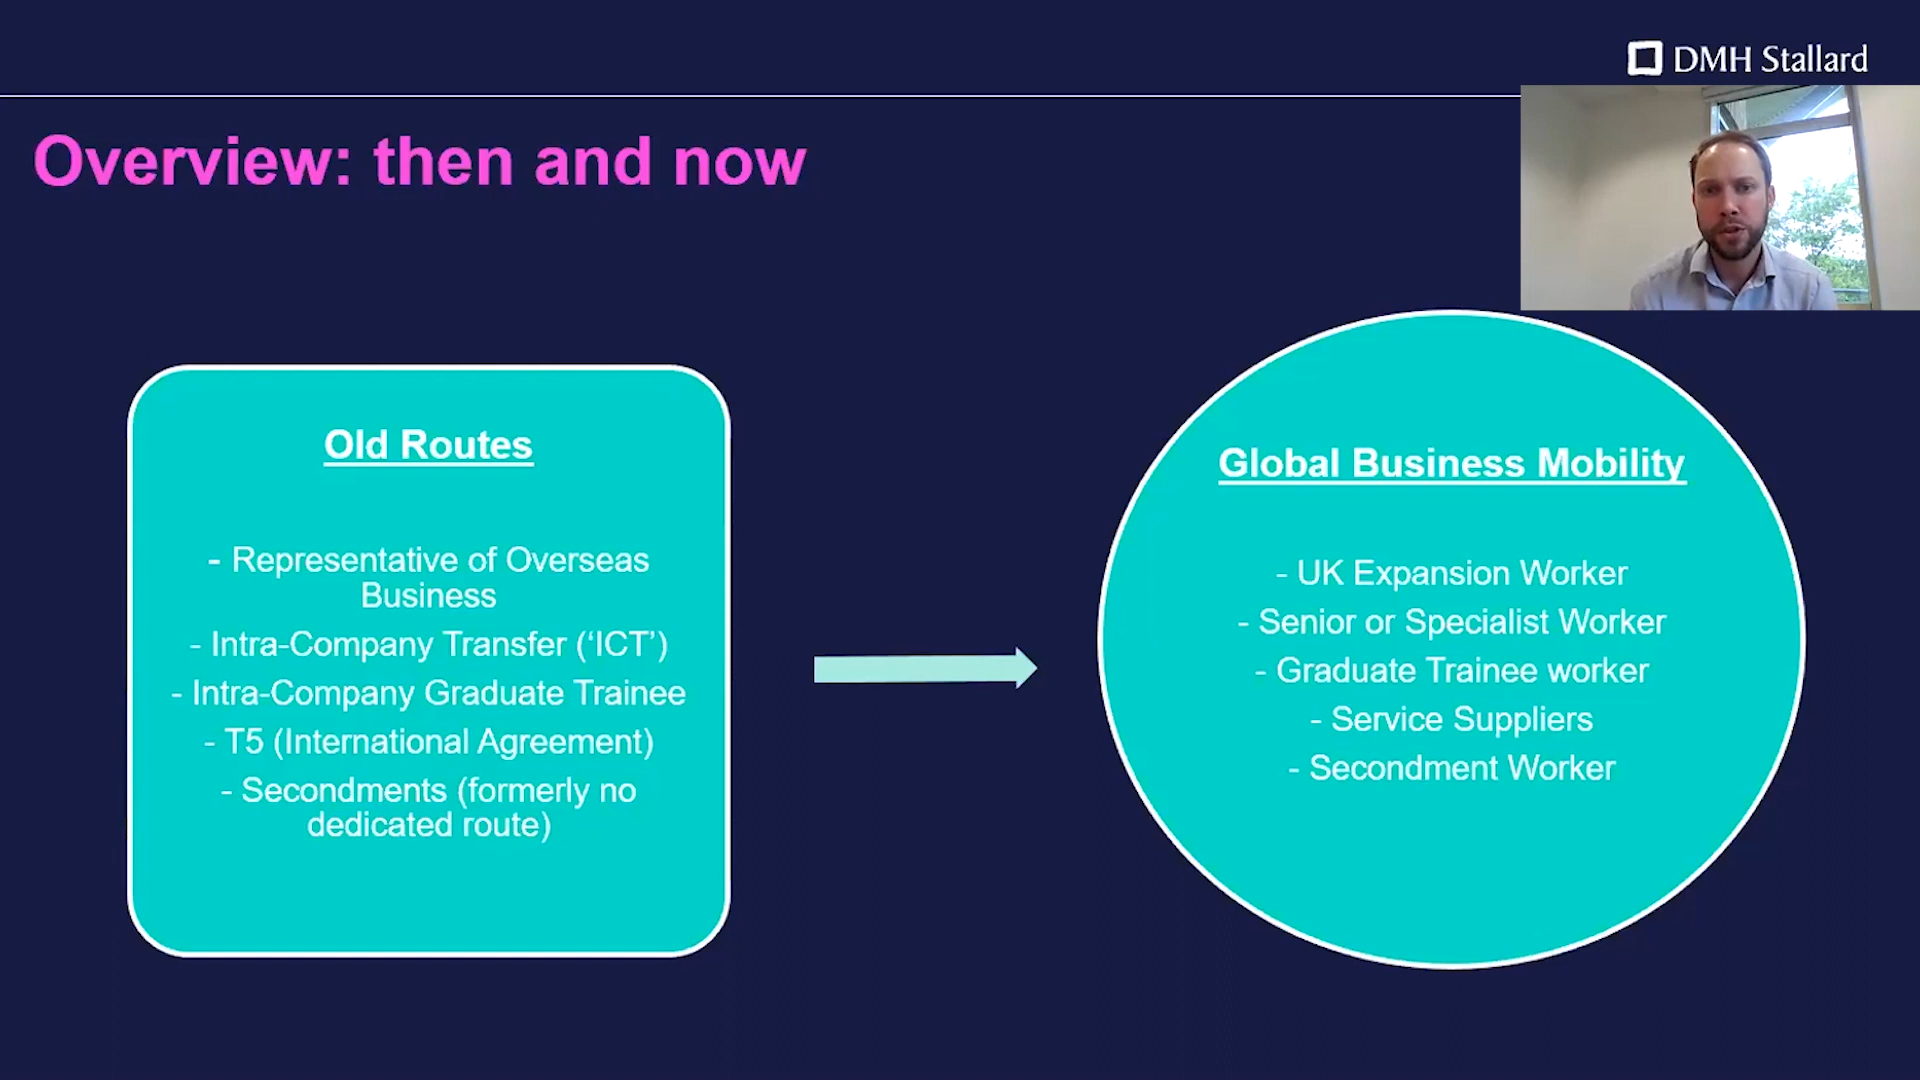 DMH Stallard
Overview: then and now
Old Routes
- Representative of Overseas
Business
- Intra-Company Transfer (‘ICT’)
- Intra-Company Graduate Trainee
- T5 (International Agreement)
- Secondments (formerly no
dedicated route)
Global Business Mobility
- UK Expansion Worker
- Senior or Specialist Worker
- Graduate Trainee worker
- Service Suppliers
- Secondment Worker